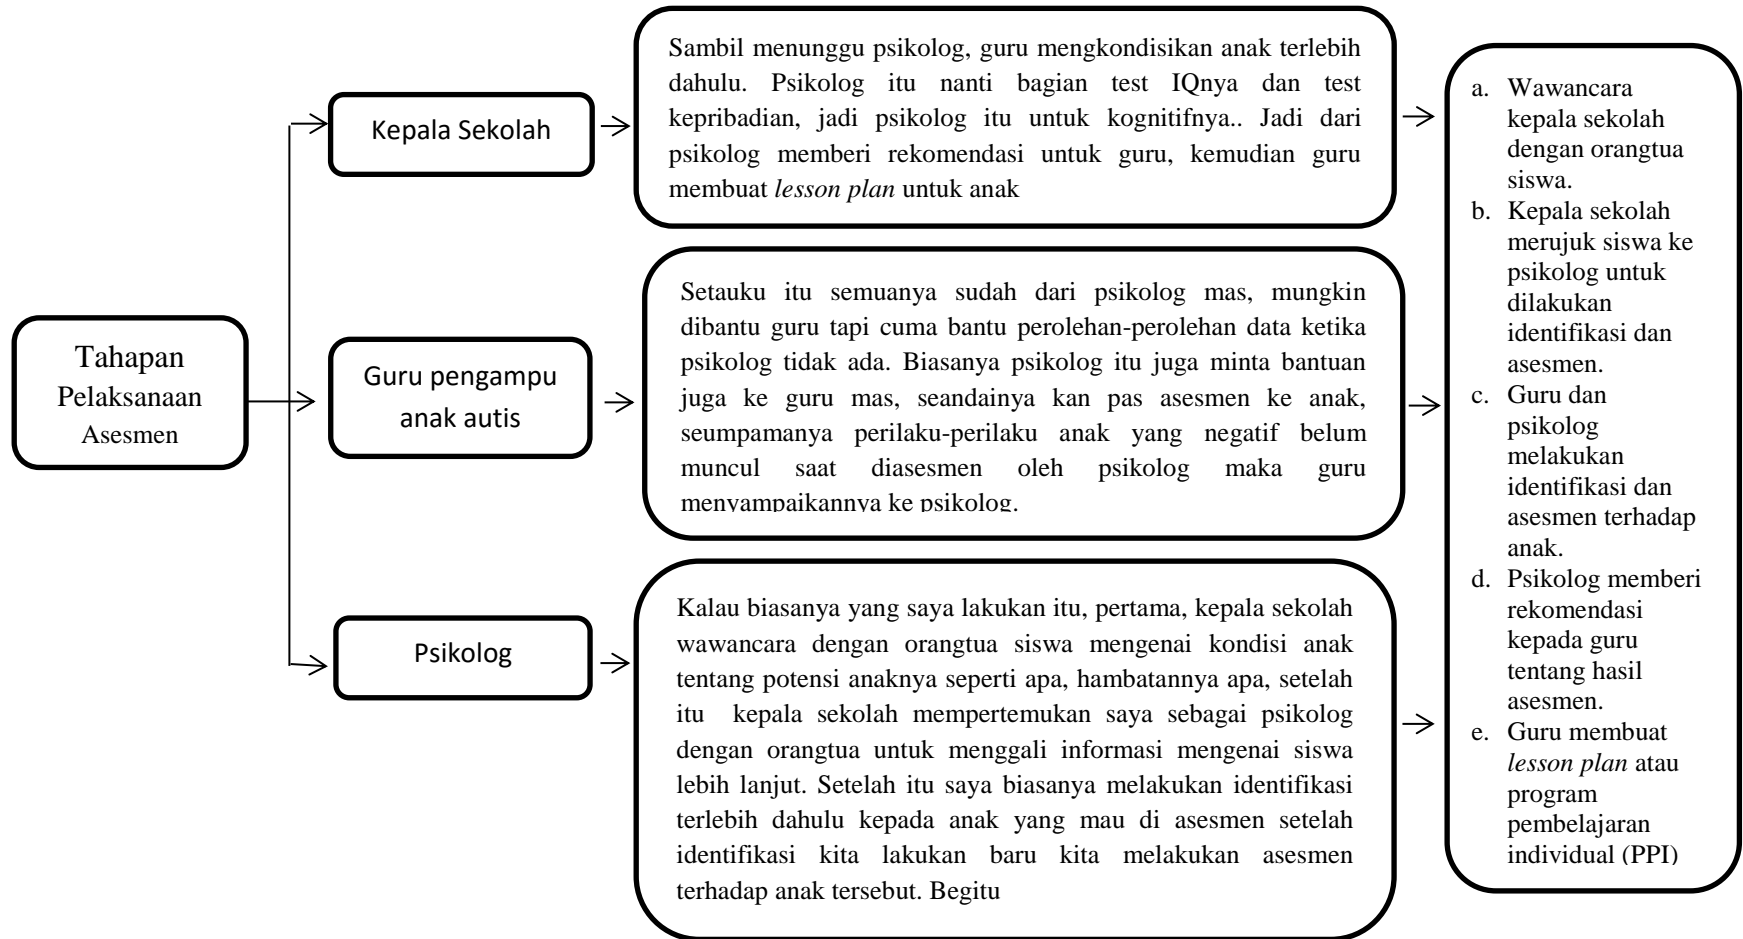 Tahapan
Pelaksanaan
Asesmen
Kepala Sekolah
Sambil menunggu psikolog, guru mengkondisikan anak terlebih
dahulu. Psikolog itu nanti bagian test IQnya dan test
kepribadian, jadi psikolog itu untuk kognitifnya.. Jadi dari
psikolog memberi rekomendasi untuk guru, kemudian guru
membuat lesson plan untuk anak
Guru pengampu
anak autis
Setauku itu semuanya sudah dari psikolog mas, mungkin
dibantu guru tapi cuma bantu perolehan-perolehan data ketika
psikolog tidak ada. Biasanya psikolog itu juga minta bantuan
juga ke guru mas, seandainya kan pas asesmen ke anak,
seumpamanya perilaku-perilaku anak yang negatif belum
muncul saat diasesmen oleh psikolog maka guru
menyampaikannya ke psikolog.
Psikolog
Kalau biasanya yang saya lakukan itu, pertama, kepala sekolah
wawancara dengan orangtua siswa mengenai kondisi anak
tentang potensi anaknya seperti apa, hambatannya apa, setelah
itu kepala sekolah mempertemukan saya sebagai psikolog
dengan orangtua untuk menggali informasi mengenai siswa
lebih lanjut. Setelah itu saya biasanya melakukan identifikasi
terlebih dahulu kepada anak yang mau di asesmen setelah
identifikasi kita lakukan baru kita melakukan asesmen
terhadap anak tersebut. Begitu
a. Wawancara
kepala sekolah
dengan orangtua
siswa.
b. Kepala sekolah
merujuk siswa ke
psikolog untuk
dilakukan
identifikasi dan
asesmen.
c. Guru dan
psikolog
melakukan
identifikasi dan
asesmen terhadap
anak.
d. Psikolog memberi
rekomendasi
kepada guru
tentang hasil
asesmen.
e. Guru membuat
lesson plan atau
program
pembelajaran
individual (PPI)